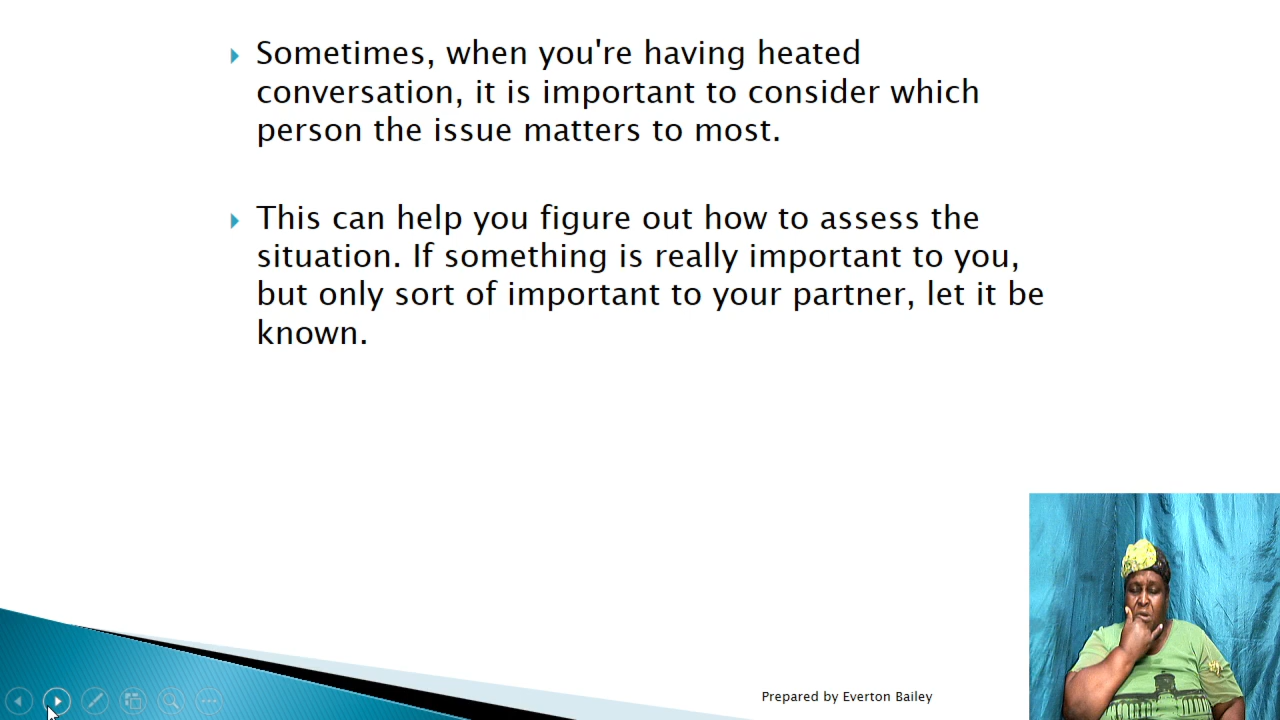 Sometimes, when you're having heated
conversation, it is important to consider which
person the issue matters to most.
This can help you figure out how to assess the
situation. If something is really important to you,
but only sort of important to your partner, let it be
known.
Prepared by Everton Bailey